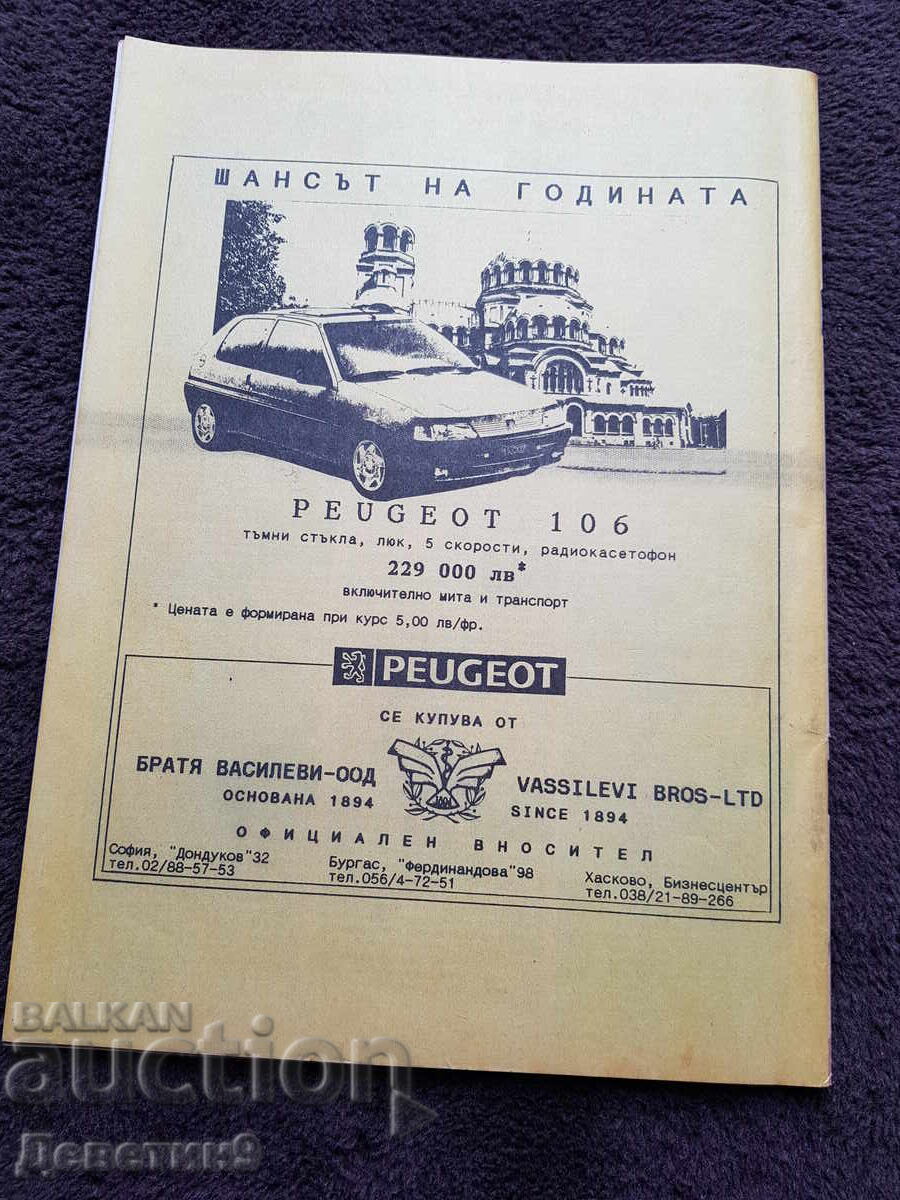 ШАНСЪТ НА ГОДИНАТА
PEUGEOT 106
тъмни стъкла, люк, 5 скорости, радиокасетофон
229 000 лв*
включително мита и транспорт
* Цената е формирана при курс 5,00 лв/фр.
PEUGEOT
СЕ КУПУВА ОТ
БРАТЯ ВАСИЛЕВИ-ООД
ОСНОВАНА 1894
1894
VASSILEVI BROS-LTD
SINCE 1894
ОФИЦИАЛЕН ВНОСИТЕЛ
София, "Дондуков"32
тел.02/88-57-53
Бургас, "Фердинандова"98
тел.056/4-72-51
Хасково, Бизнесцентър
тел.038/21-89-266
BALKAN
auction
Деветин9